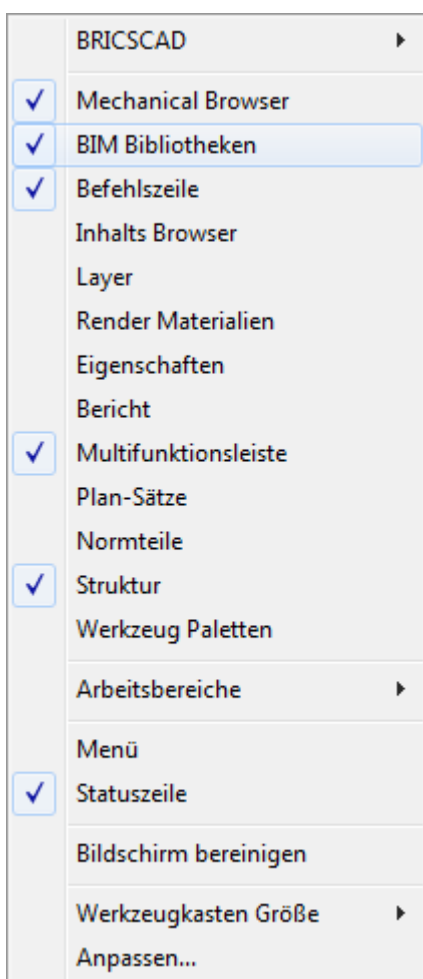 BRICSCAD
Mechanical Browser
BIM Bibliotheken
Befehlszeile
Inhalts Browser
Layer
Render Materialien
Eigenschaften
Bericht
Multifunktionsleiste
Plan-Sätze
Normteile
Struktur
Werkzeug Paletten
Arbeitsbereiche
Menü
Statuszeile
Bildschirm bereinigen
Werkzeugkasten Größe
Anpassen...